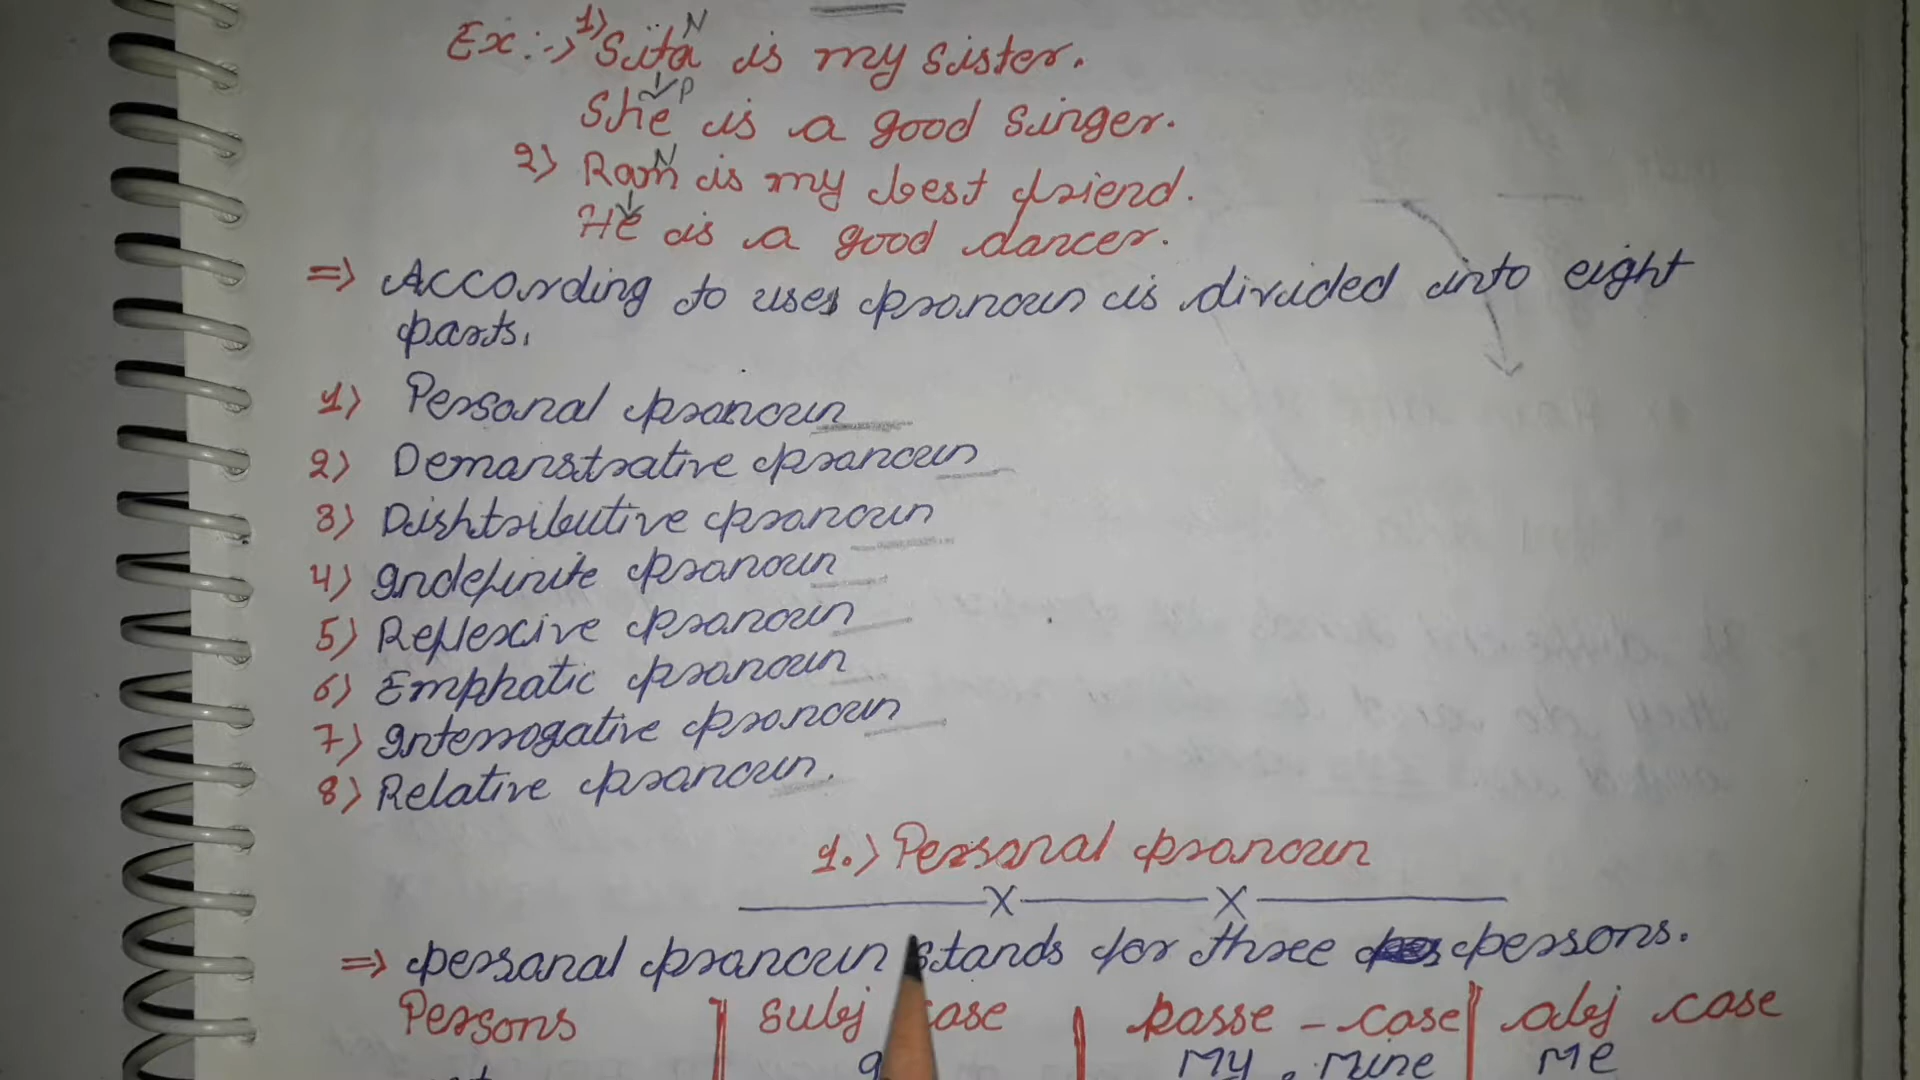 Ex:-> 1) Sita is my sister. N
↓ P
She is a good singer.
2) Ram is my best friend. N
↓
He is a good dancer.
=> According to uses pronoun is divided into eight
parts.
1) Personal pronoun
2) Demanstrative pronoun
3) Dishtributive pronoun
4) Indefinite pronoun
5) Reflexive pronoun
6) Emphatic pronoun
7) Interrogative pronoun
8) Relative pronoun.
1.) Personal pronoun
X X
=> personal pronoun stands for three persons.
Persons | Subj case | Posse - case | obj case
My, Mine Me